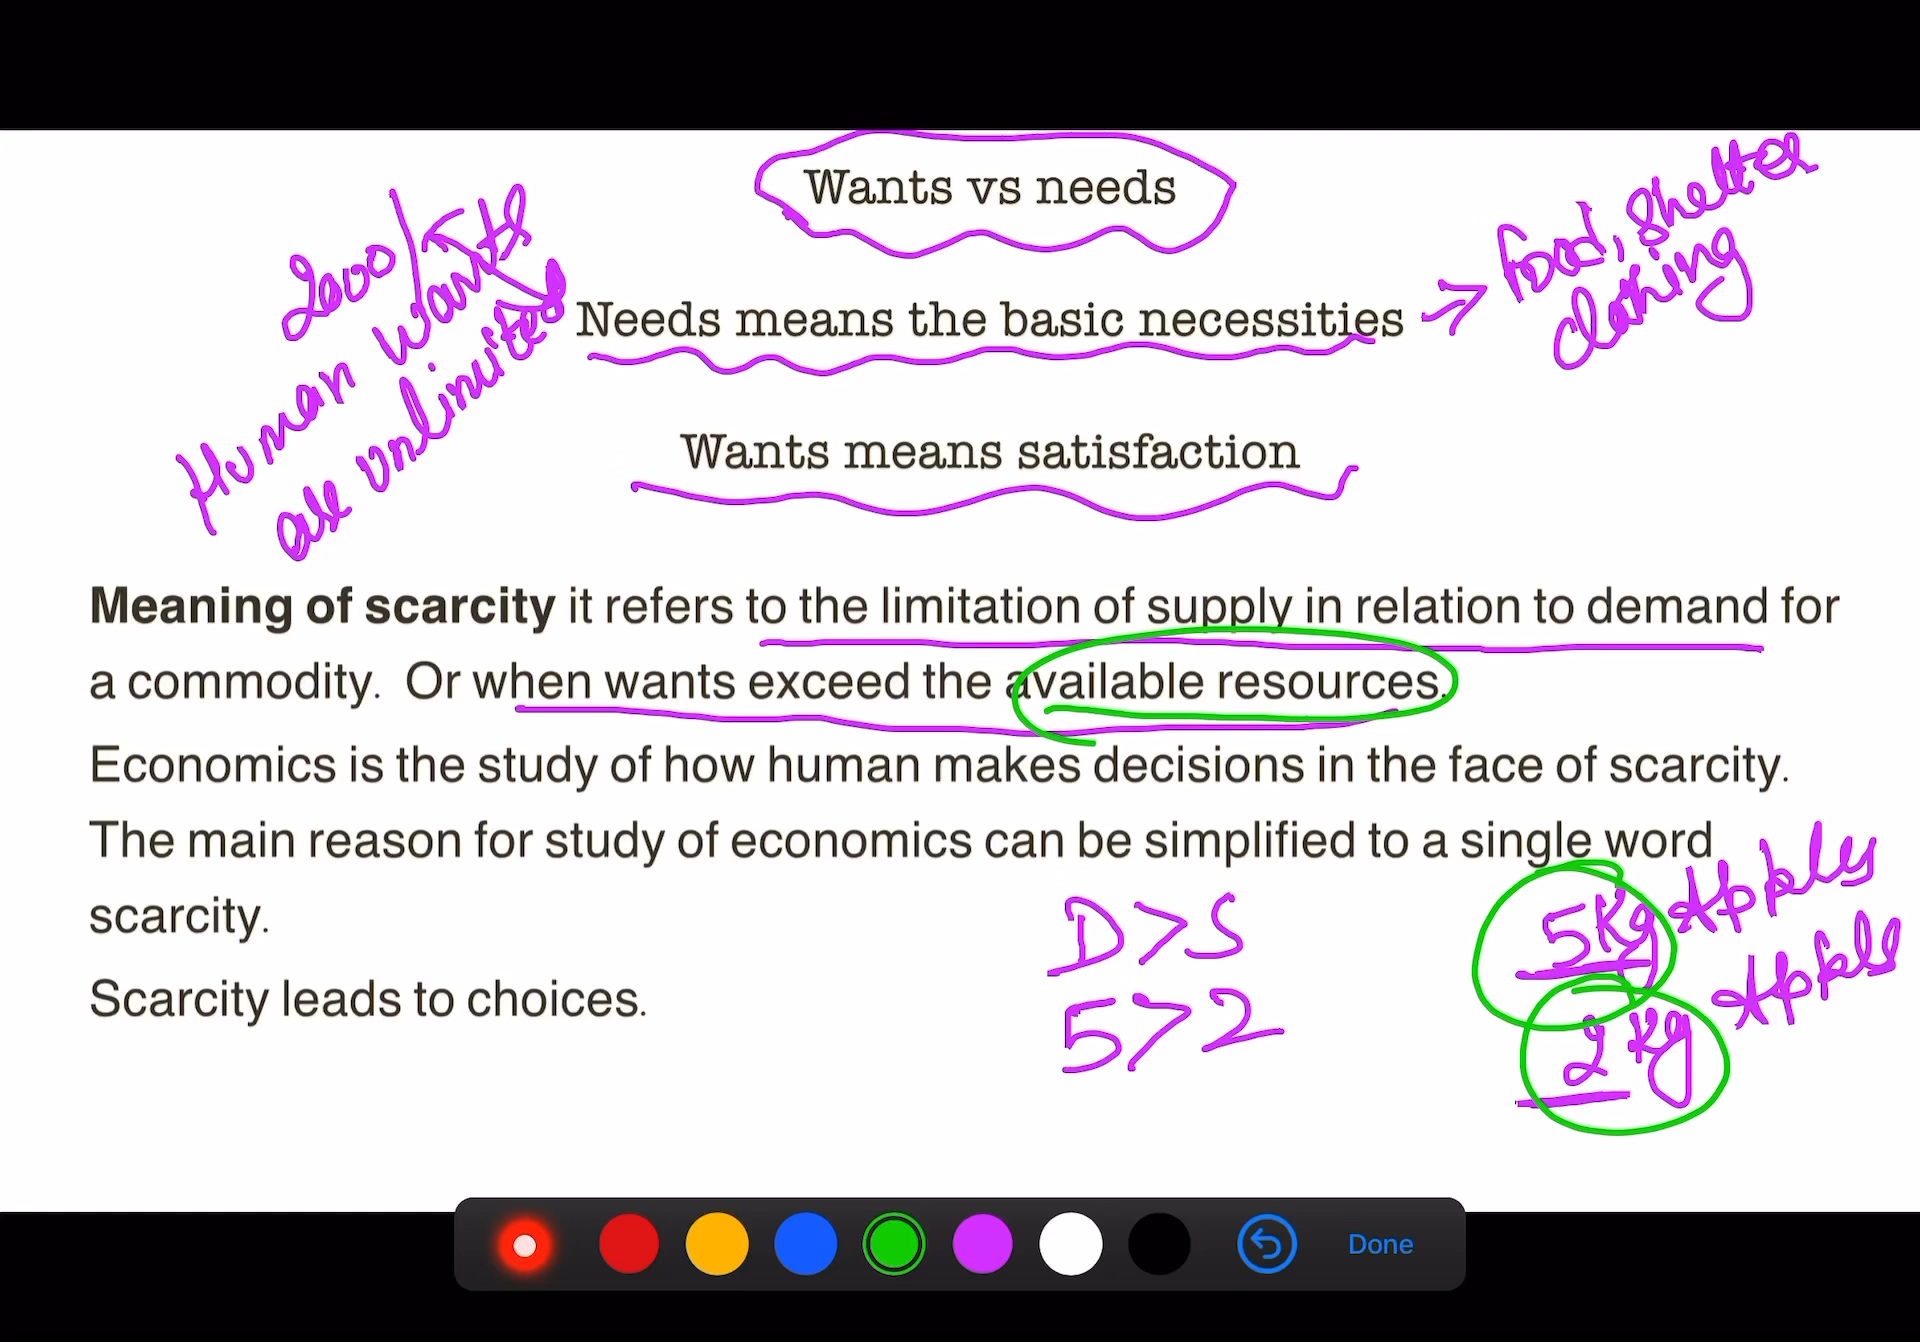 Wants vs needs
2000/-
Human wants
are unlimited
Needs means the basic necessities
→ food, shelter
clothing
Wants means satisfaction
Meaning of scarcity it refers to the limitation of supply in relation to demand for
a commodity. Or when wants exceed the available resources.
Economics is the study of how human makes decisions in the face of scarcity.
The main reason for study of economics can be simplified to a single word
scarcity.
Scarcity leads to choices.
D>S
5>2
5Kg Apples
2Kg Apple
Done